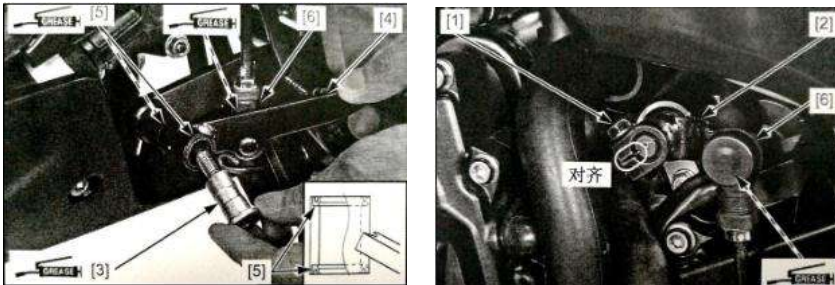 GREASE [5] GREASE [6] [4]
GREASE [3]
[5]
[1]
[2]
[6]
对齐
GREASE